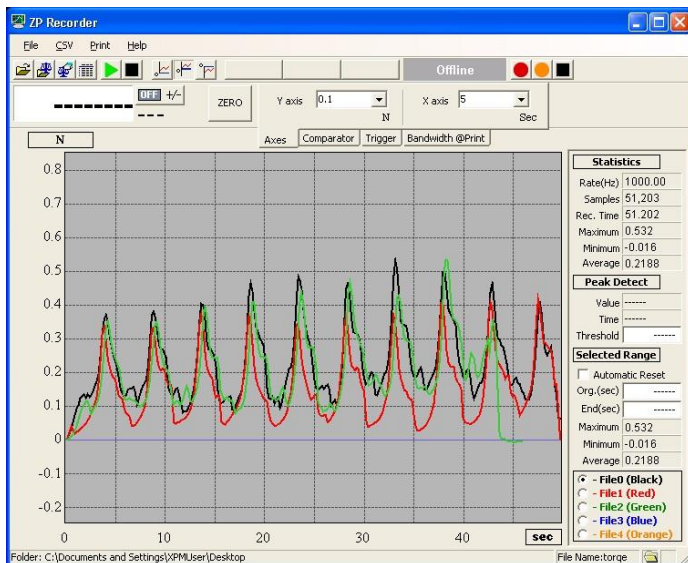 ZP Recorder
File CSV Print Help
Offline
OFF +/-
ZERO
Y axis 0.1
N
X axis 5
Sec
Axes Comparator Trigger Bandwidth @Print
N
0.8
0.7
0.6
0.5
0.4
0.3
0.2
0.1
0
-0.1
-0.2
0 10 20 30 40 sec
Statistics
Rate(Hz) 1000.00
Samples 51,203
Rec. Time 51.202
Maximum 0.532
Minimum -0.016
Average 0.2188
Peak Detect
Value ------
Time ------
Threshold ------
Selected Range
Automatic Reset
Org.(sec) ------
End(sec) ------
Maximum 0.532
Minimum -0.016
Average 0.2188
- File0 (Black)
- File1 (Red)
- File2 (Green)
- File3 (Blue)
- File4 (Orange)
Folder: C:\Documents and Settings\XPMUser\Desktop
File Name:torqe